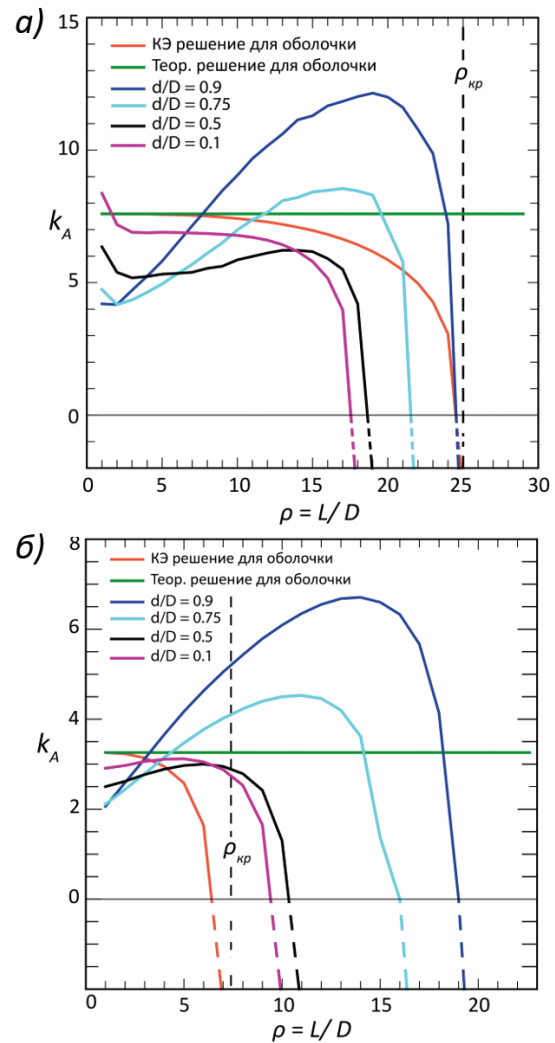 а)
15
КЭ решение для оболочки
Теор. решение для оболочки
d/D = 0.9
d/D = 0.75
d/D = 0.5
d/D = 0.1
ρкр
10
kA
5
0
0 5 10 15 20 25 30
ρ = L/ D
б)
8
КЭ решение для оболочки
Теор. решение для оболочки
d/D = 0.9
d/D = 0.75
d/D = 0.5
d/D = 0.1
6
4
kA
2
ρкр
0
0 5 10 15 20
ρ = L/ D